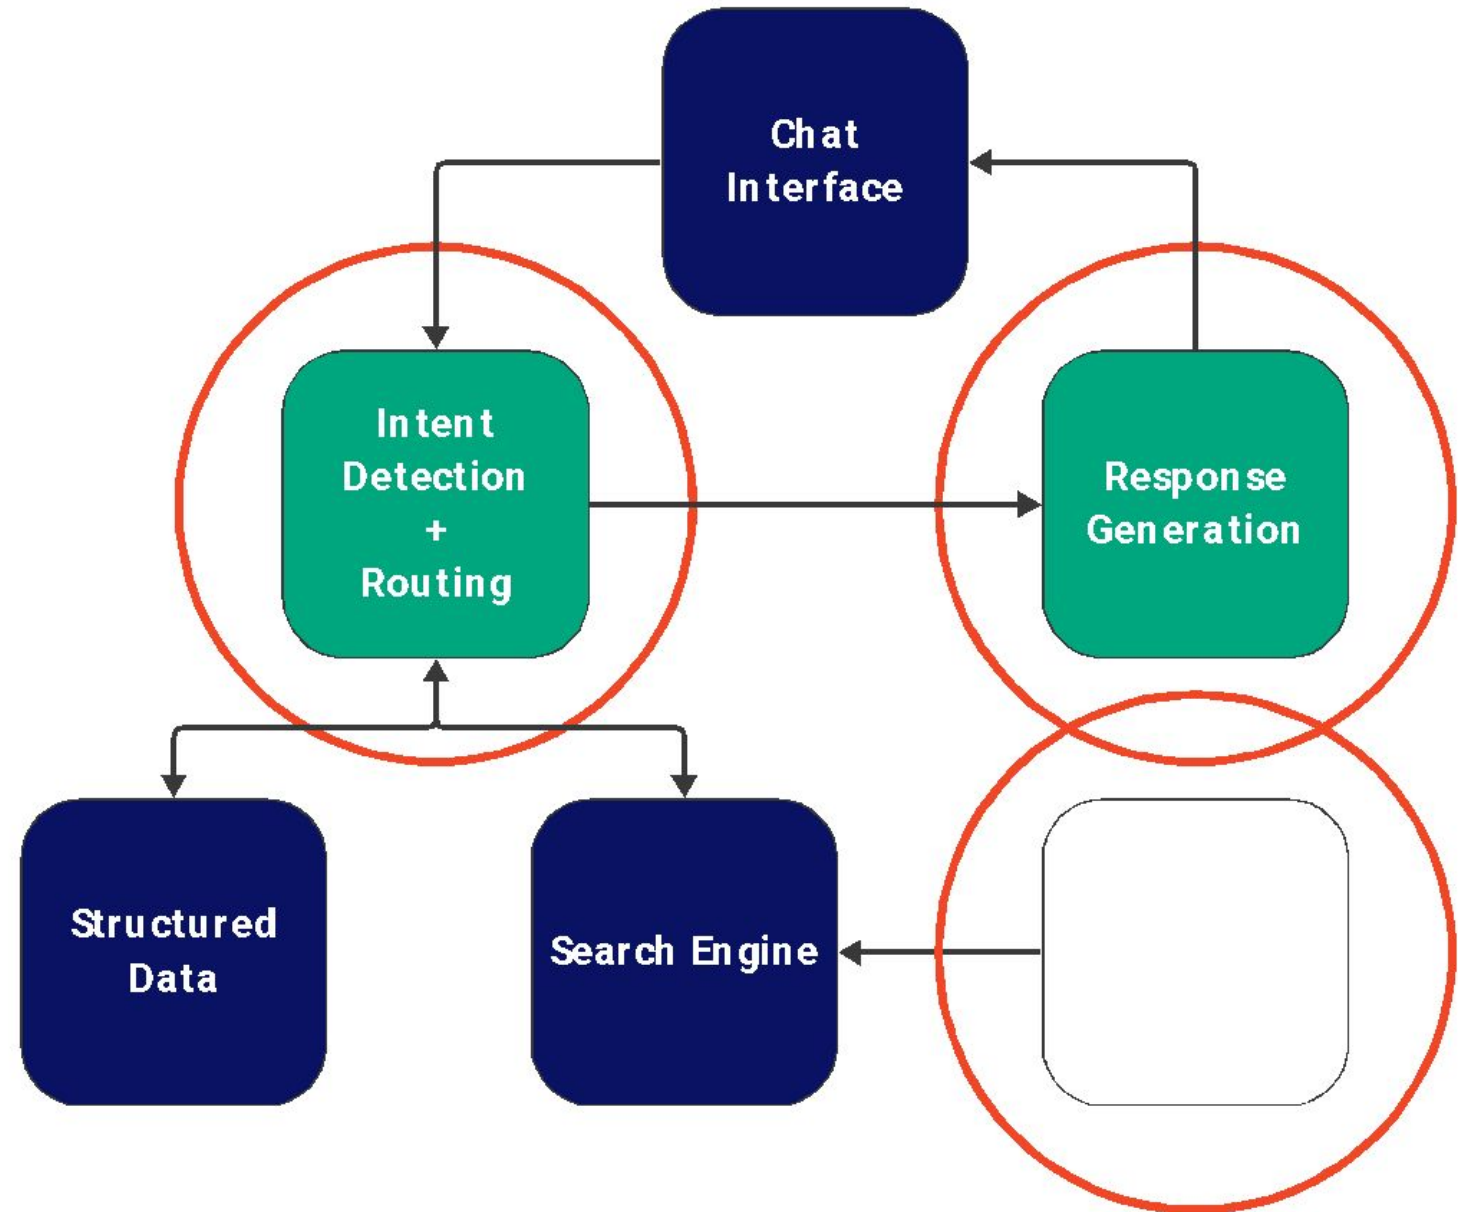 Chat
Interface
Intent
Detection
+
Routing
Response
Generation
Structured
Data
Search Engine